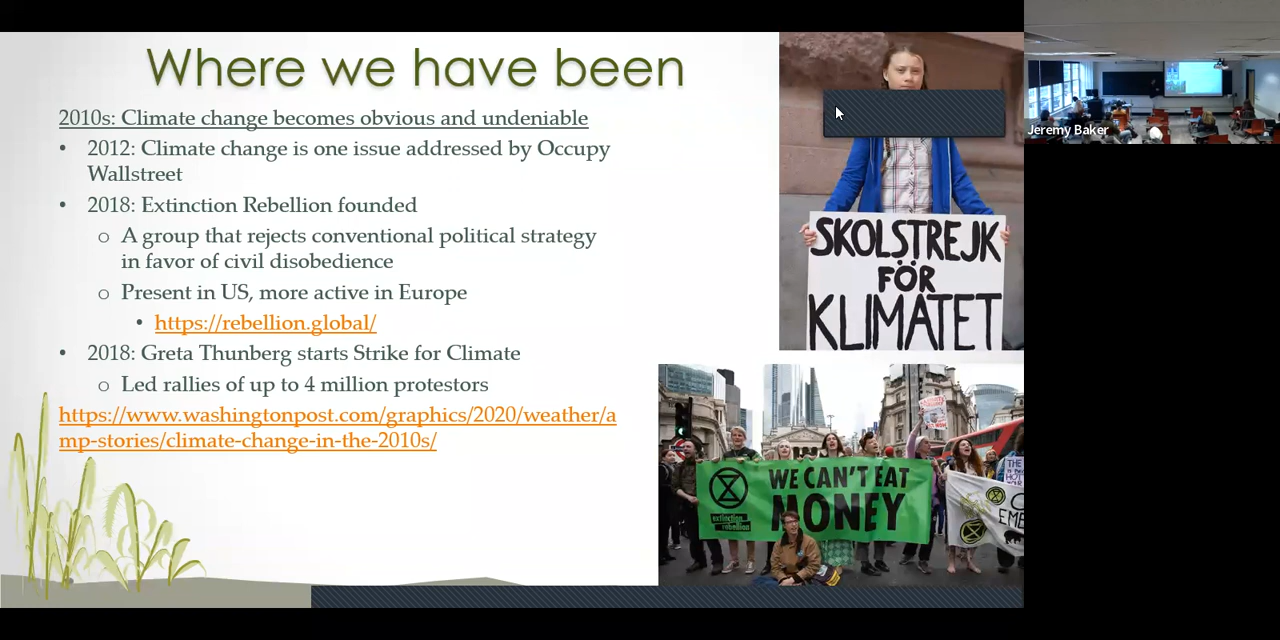 Where we have been
2010s: Climate change becomes obvious and undeniable
• 2012: Climate change is one issue addressed by Occupy
Wallstreet
• 2018: Extinction Rebellion founded
o A group that rejects conventional political strategy
in favor of civil disobedience
o Present in US, more active in Europe
• https://rebellion.global/
• 2018: Greta Thunberg starts Strike for Climate
o Led rallies of up to 4 million protestors
https://www.washingtonpost.com/graphics/2020/weather/a
mp-stories/climate-change-in-the-2010s/
SKOLSTREJK
FÖR
KLIMATET
WE CAN'T EAT
MONEY
extinction
rebellion
THE
Jeremy Baker